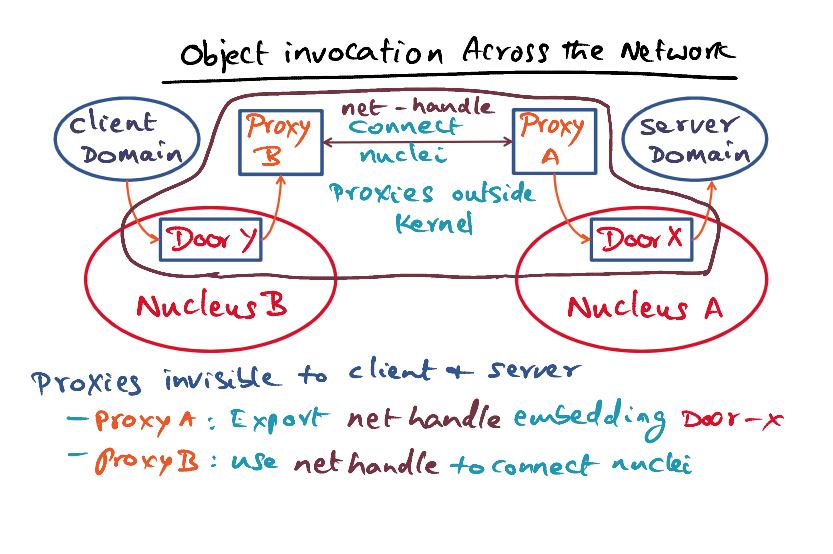 Object invocation Across the Network
client
Domain
Proxy
B
net-handle
connect
nuclei
Proxy
A
server
Domain
Proxies outside
kernel
Door Y
Door X
Nucleus B
Nucleus A
Proxies invisible to client + server
- Proxy A : Export net handle embedding Door-x
- Proxy B : use net handle to connect nuclei